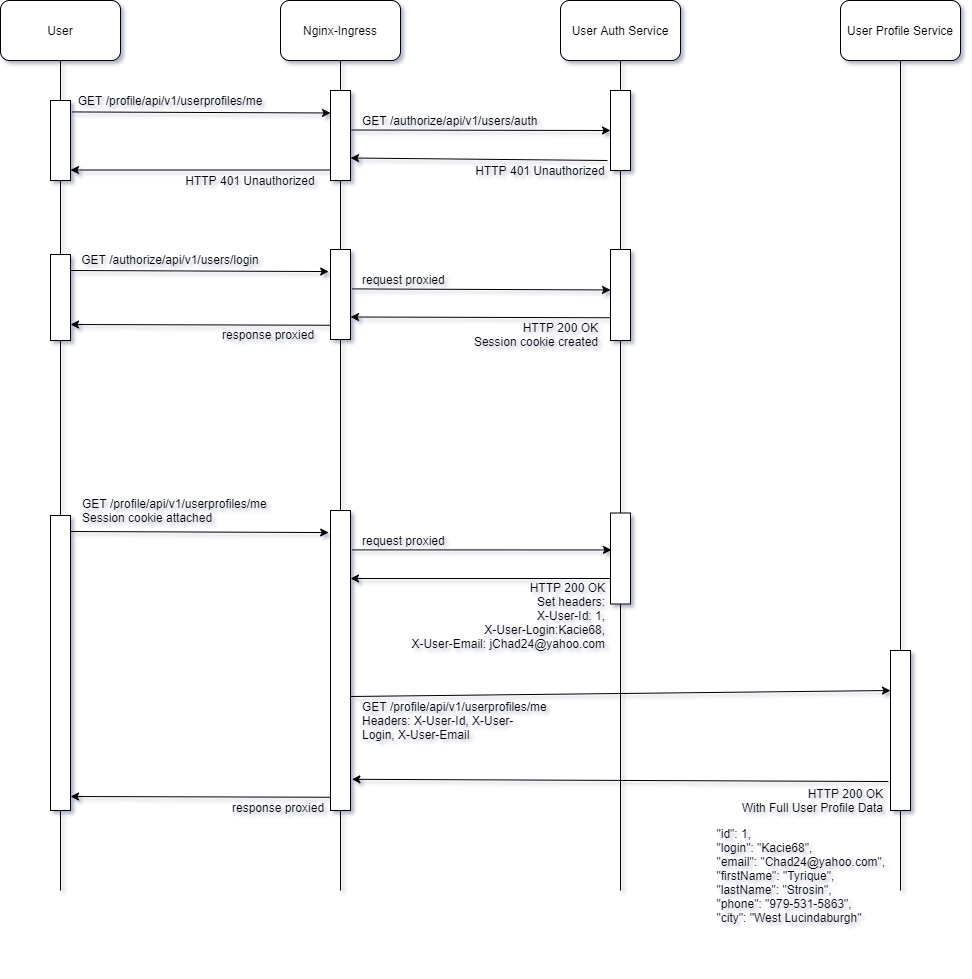 User
Nginx-Ingress
User Auth Service
User Profile Service
GET /profile/api/v1/userprofiles/me
GET /authorize/api/v1/users/auth
HTTP 401 Unauthorized
HTTP 401 Unauthorized
GET /authorize/api/v1/users/login
request proxied
HTTP 200 OK
Session cookie created
response proxied
GET /profile/api/v1/userprofiles/me
Session cookie attached
request proxied
HTTP 200 OK
Set headers:
X-User-Id: 1,
X-User-Login:Kacie68,
X-User-Email: jChad24@yahoo.com
GET /profile/api/v1/userprofiles/me
Headers: X-User-Id, X-User-
Login, X-User-Email
HTTP 200 OK
With Full User Profile Data
response proxied
"id": 1,
"login": "Kacie68",
"email": "Chad24@yahoo.com",
"firstName": "Tyrique",
"lastName": "Strosin",
"phone": "979-531-5863",
"city": "West Lucindaburgh"